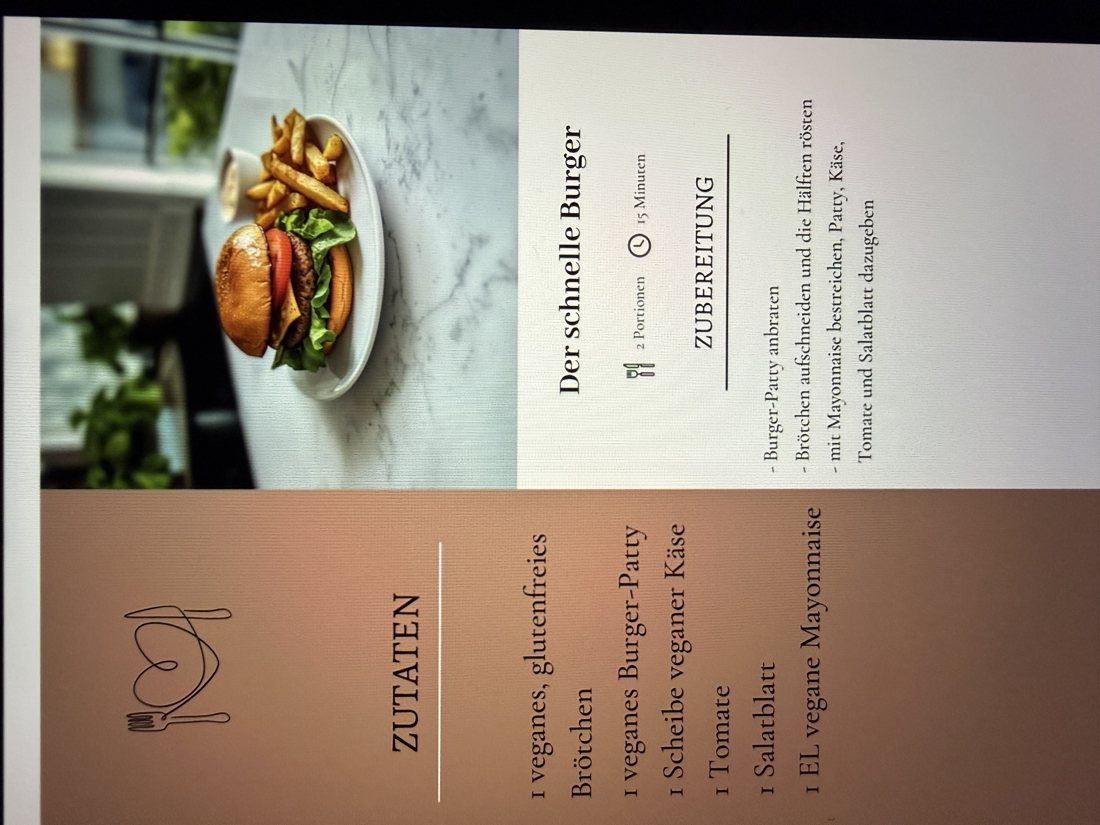 ZUTATEN
1 veganes, glutenfreies
Brötchen
1 veganes Burger-Patty
1 Scheibe veganer Käse
1 Tomate
1 Salatblatt
1 EL vegane Mayonnaise
Der schnelle Burger
2 Portionen 15 Minuten
ZUBEREITUNG
- Burger-Patty anbraten
- Brötchen aufschneiden und die Hälften rösten
- mit Mayonnaise bestreichen, Patty, Käse,
Tomate und Salatblatt dazugeben